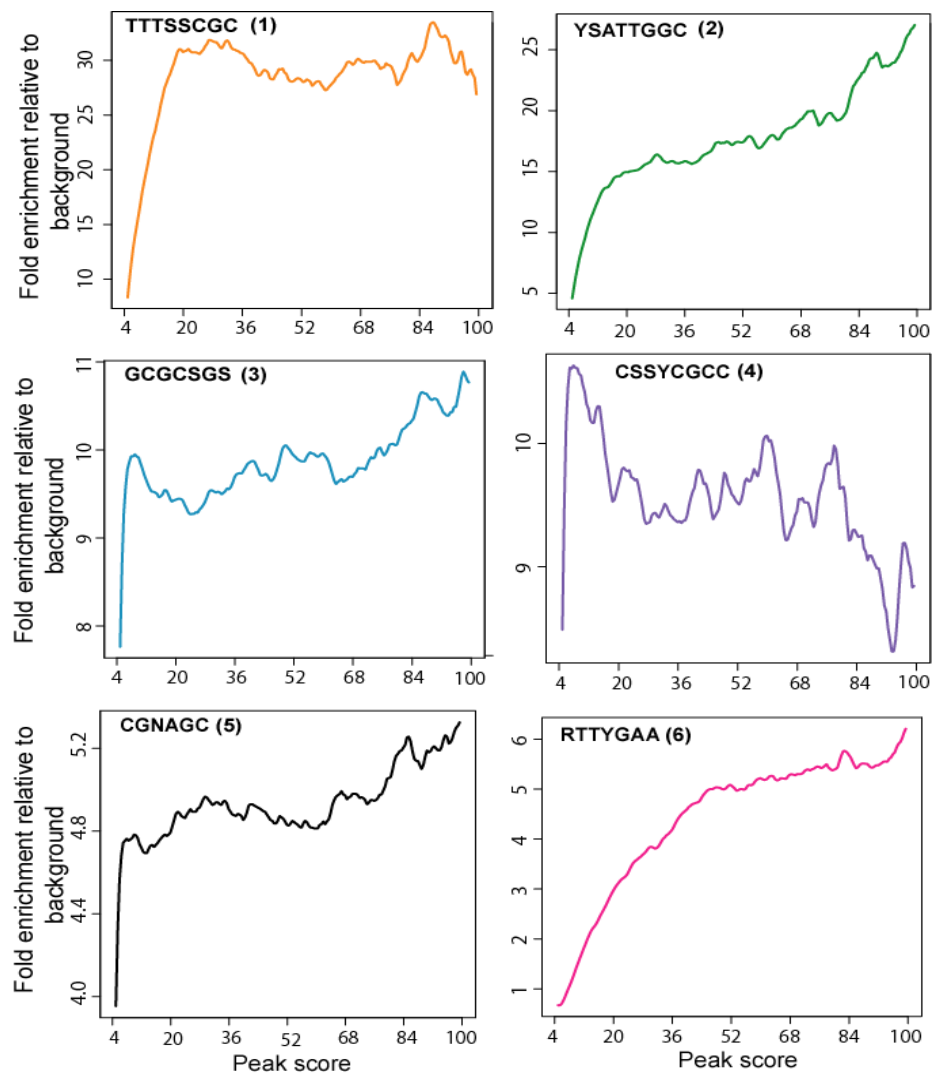 TTTSSCGC (1)
Fold enrichment relative to
background
10
15
20
25
30
4 20 36 52 68 84 100
YSATTGGC (2)
5
10
15
20
25
4 20 36 52 68 84 100
GCGCSGS (3)
Fold enrichment relative to
background
8
9
10
11
4 20 36 52 68 84 100
CSSYCGCC (4)
9
10
4 20 36 52 68 84 100
CGNAGC (5)
Fold enrichment relative to
background
4.0
4.4
4.8
5.2
4 20 36 52 68 84 100
Peak score
RTTYGAA (6)
1
2
3
4
5
6
4 20 36 52 68 84 100
Peak score